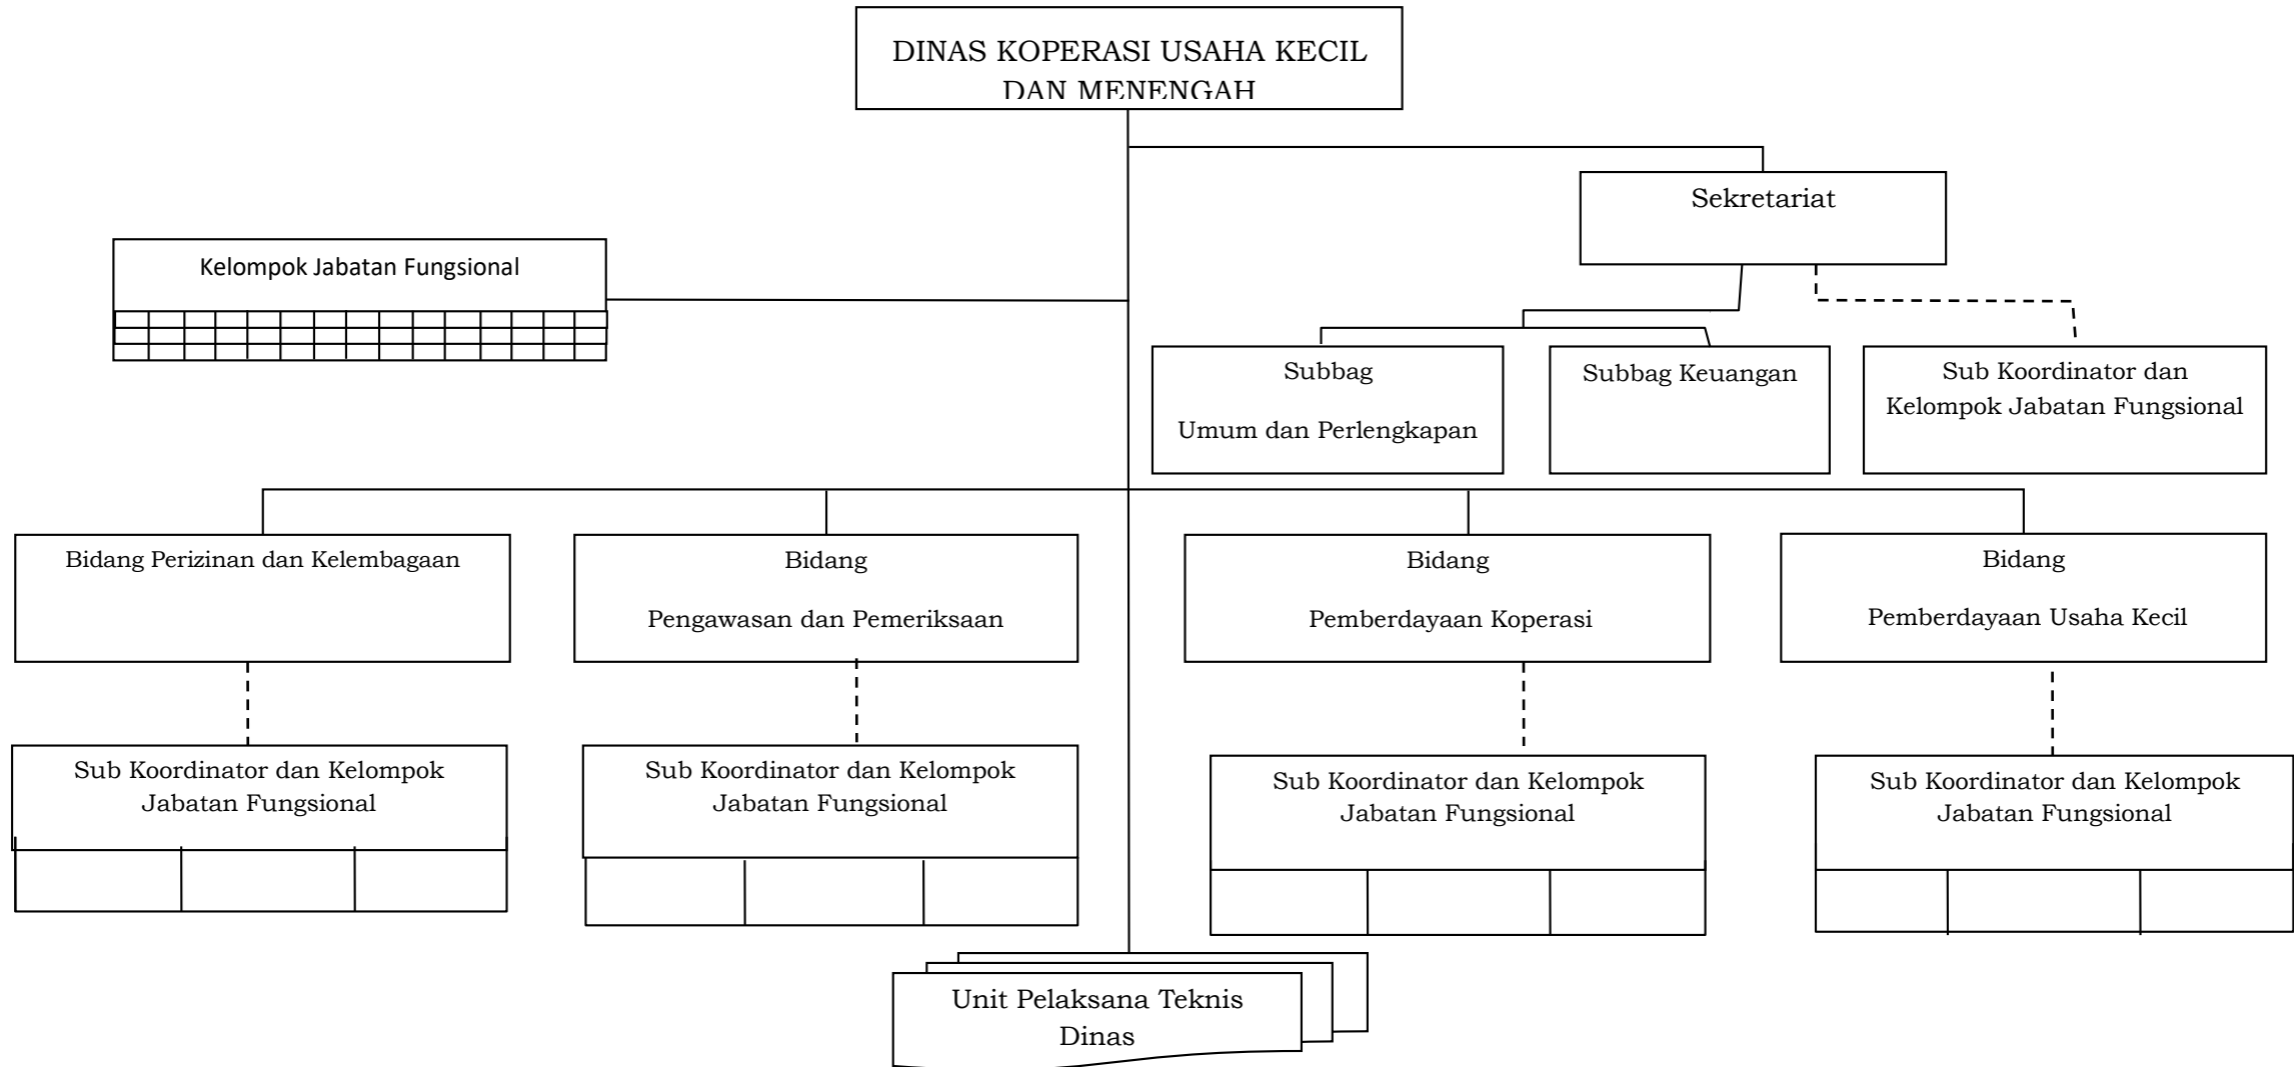 DINAS KOPERASI USAHA KECIL
DAN MENENGAH
Sekretariat
Kelompok Jabatan Fungsional
Subbag
Umum dan Perlengkapan
Subbag Keuangan
Sub Koordinator dan
Kelompok Jabatan Fungsional
Bidang Perizinan dan Kelembagaan
Bidang
Pengawasan dan Pemeriksaan
Bidang
Pemberdayaan Koperasi
Bidang
Pemberdayaan Usaha Kecil
Sub Koordinator dan Kelompok
Jabatan Fungsional
Sub Koordinator dan Kelompok
Jabatan Fungsional
Sub Koordinator dan Kelompok
Jabatan Fungsional
Sub Koordinator dan Kelompok
Jabatan Fungsional
Unit Pelaksana Teknis
Dinas